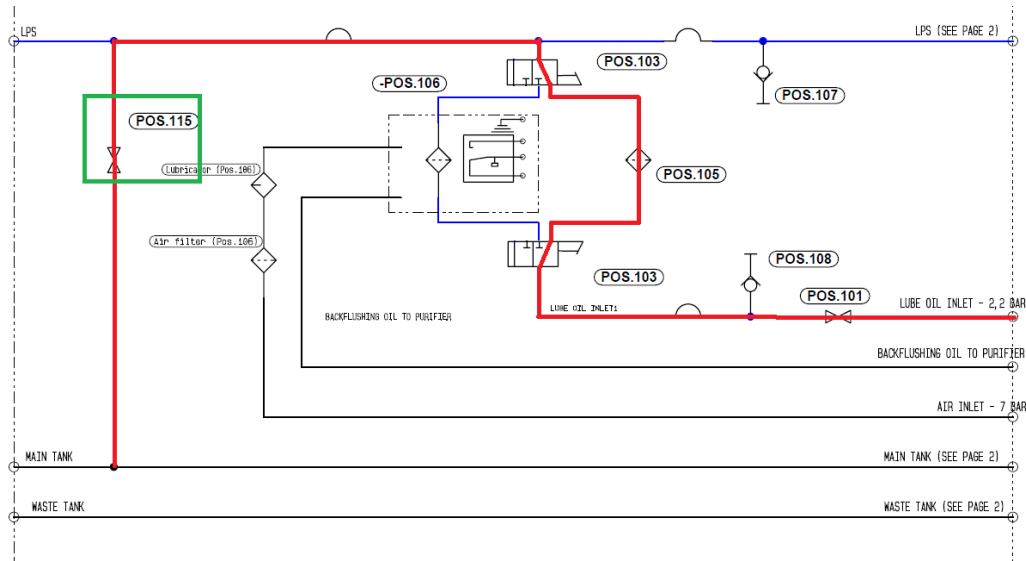 LPS
LPS (SEE PAGE 2)
POS.103
-POS.106
POS.107
POS.115
Lubricator (Pos.106)
POS.105
Air filter (Pos.106)
POS.108
POS.103
POS.101
LUBE OIL INLET - 2,2 BAR
LUBE OIL INLET1
BACKFLUSHING OIL TO PURIFIER
BACKFLUSHING OIL TO PURIFIER
AIR INLET - 7 BAR
MAIN TANK
MAIN TANK (SEE PAGE 2)
WASTE TANK
WASTE TANK (SEE PAGE 2)